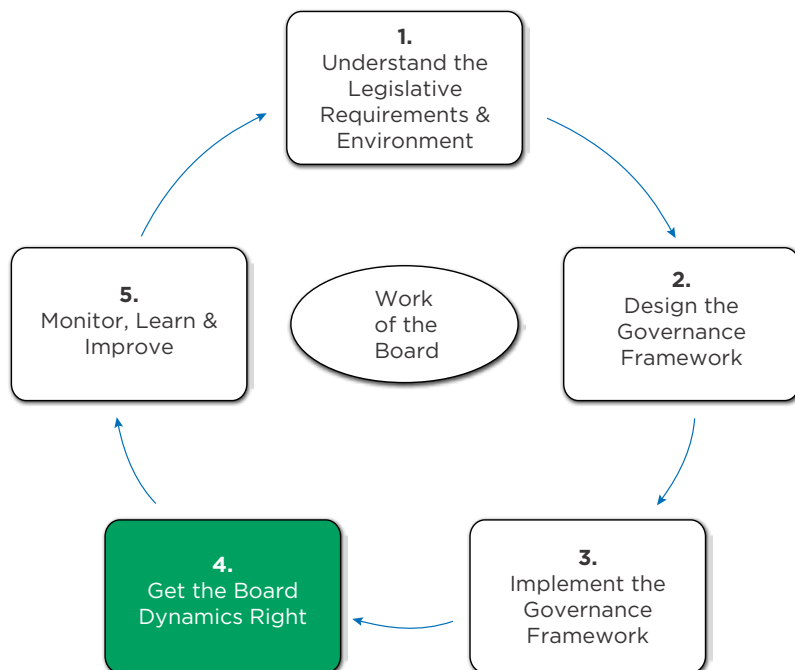 1.
Understand the
Legislative
Requirements &
Environment
2.
Design the
Governance
Framework
3.
Implement the
Governance
Framework
4.
Get the Board
Dynamics Right
5.
Monitor, Learn &
Improve
Work
of the
Board